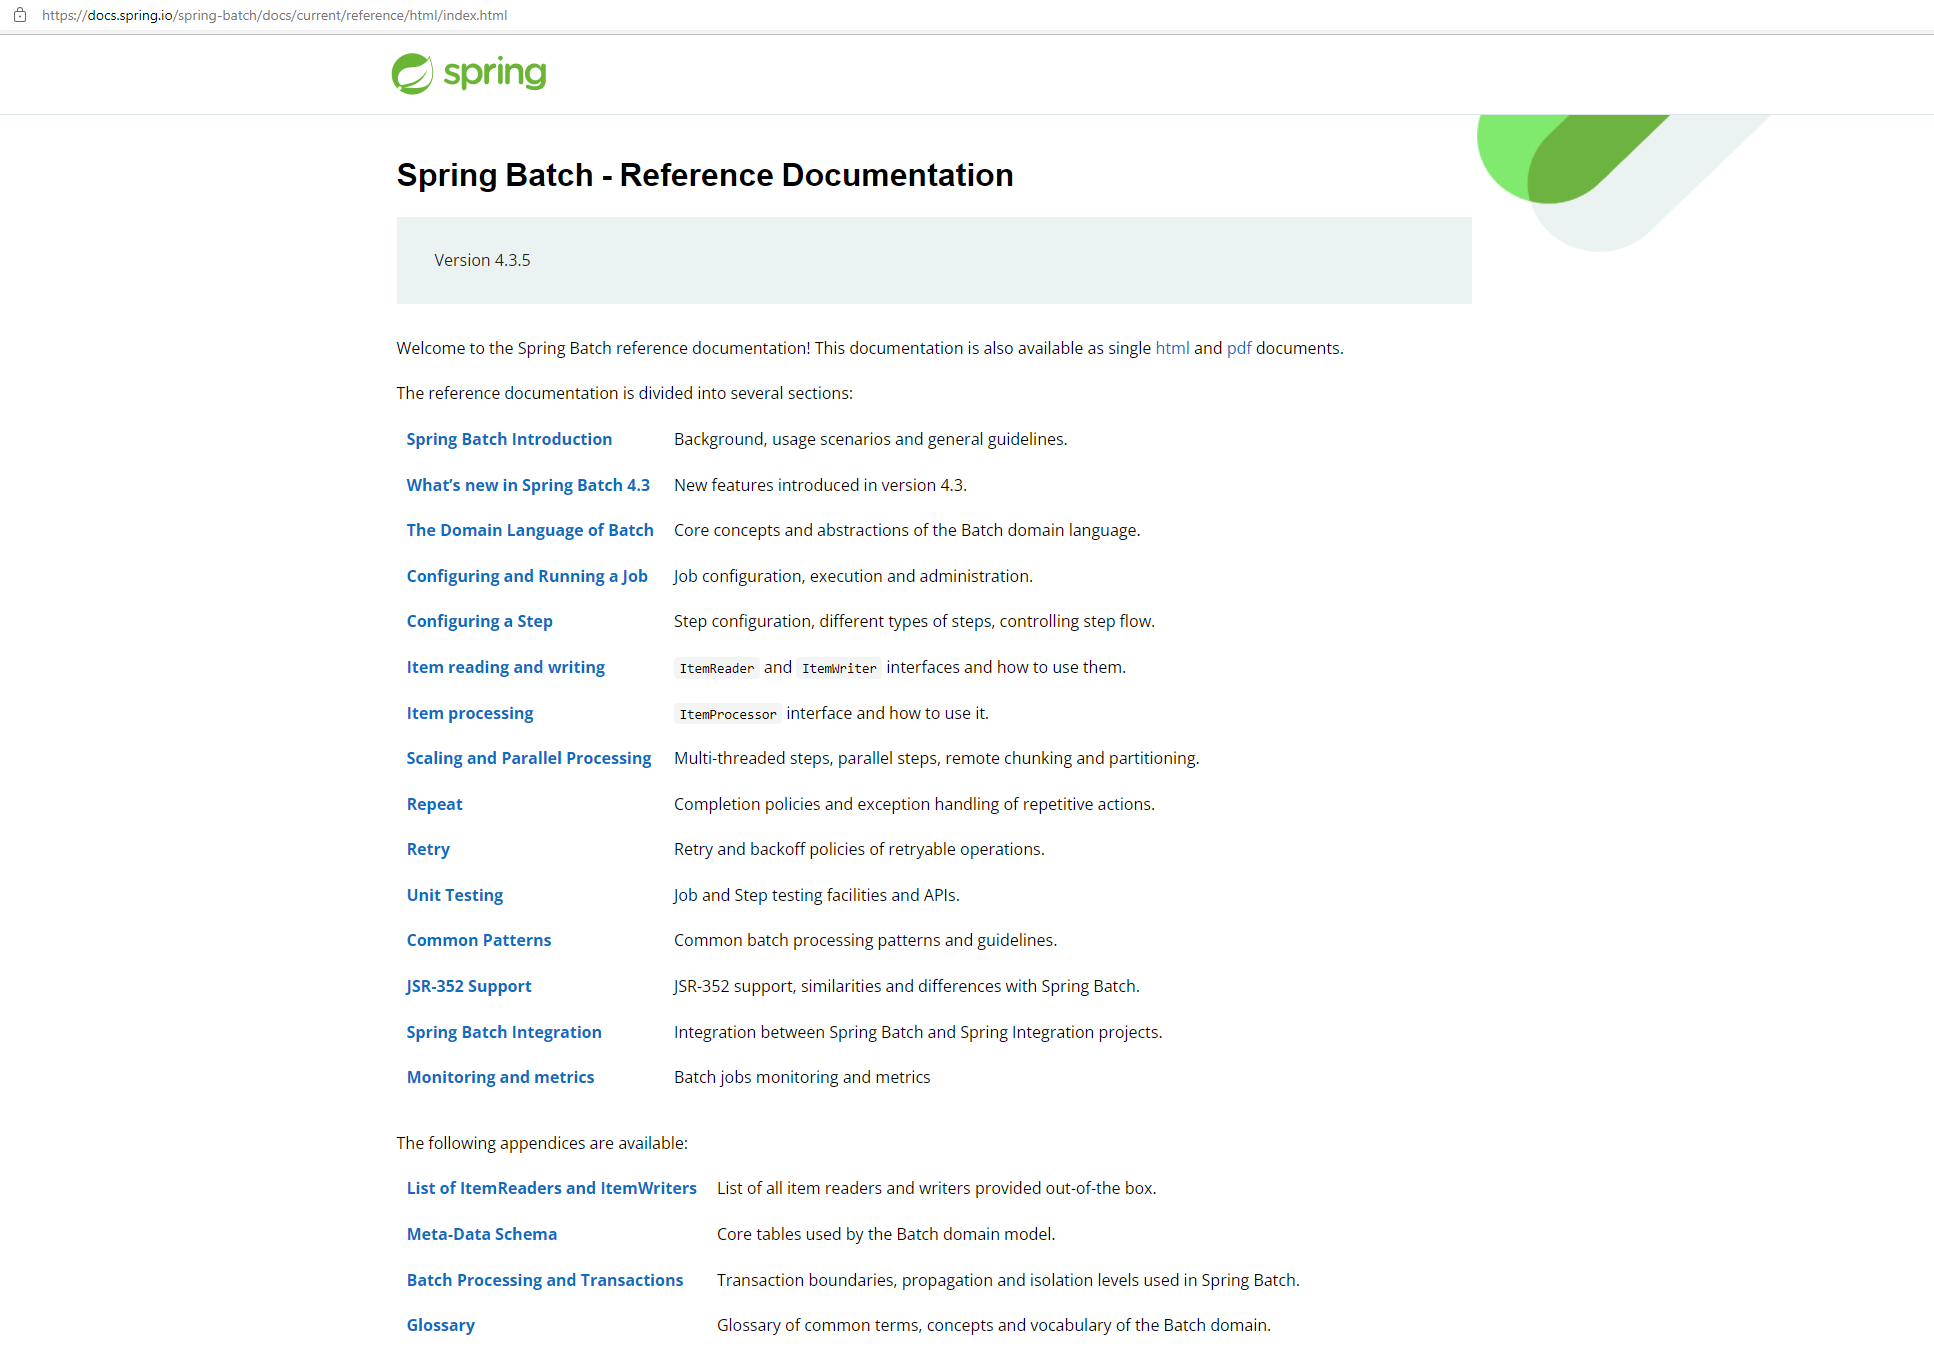 https://docs.spring.io/spring-batch/docs/current/reference/html/index.html
spring
Spring Batch - Reference Documentation
Version 4.3.5
Welcome to the Spring Batch reference documentation! This documentation is also available as single html and pdf documents.
The reference documentation is divided into several sections:
Spring Batch Introduction Background, usage scenarios and general guidelines.
What’s new in Spring Batch 4.3 New features introduced in version 4.3.
The Domain Language of Batch Core concepts and abstractions of the Batch domain language.
Configuring and Running a Job Job configuration, execution and administration.
Configuring a Step Step configuration, different types of steps, controlling step flow.
Item reading and writing ItemReader and ItemWriter interfaces and how to use them.
Item processing ItemProcessor interface and how to use it.
Scaling and Parallel Processing Multi-threaded steps, parallel steps, remote chunking and partitioning.
Repeat Completion policies and exception handling of repetitive actions.
Retry Retry and backoff policies of retryable operations.
Unit Testing Job and Step testing facilities and APIs.
Common Patterns Common batch processing patterns and guidelines.
JSR-352 Support JSR-352 support, similarities and differences with Spring Batch.
Spring Batch Integration Integration between Spring Batch and Spring Integration projects.
Monitoring and metrics Batch jobs monitoring and metrics
The following appendices are available:
List of ItemReaders and ItemWriters List of all item readers and writers provided out-of-the box.
Meta-Data Schema Core tables used by the Batch domain model.
Batch Processing and Transactions Transaction boundaries, propagation and isolation levels used in Spring Batch.
Glossary Glossary of common terms, concepts and vocabulary of the Batch domain.